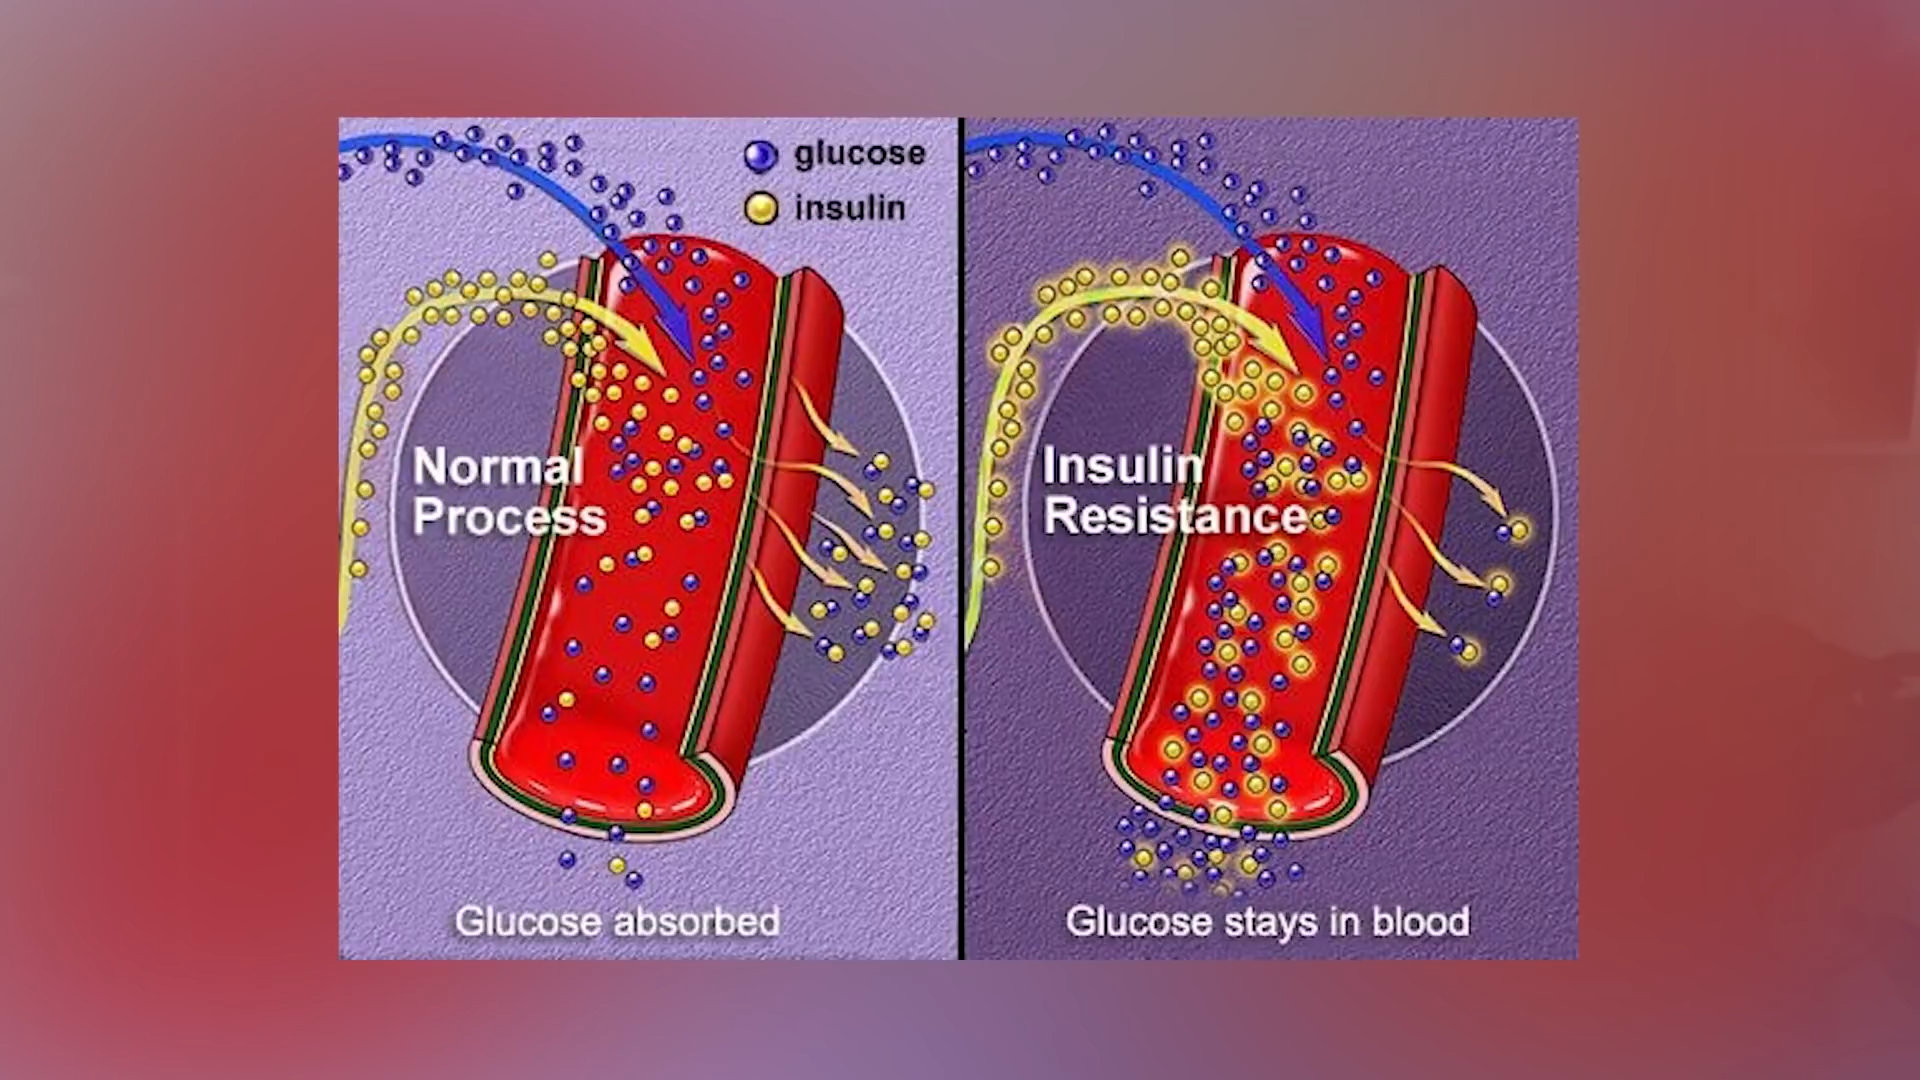 glucose
insulin
Normal
Process
Glucose absorbed
Insulin
Resistance
Glucose stays in blood